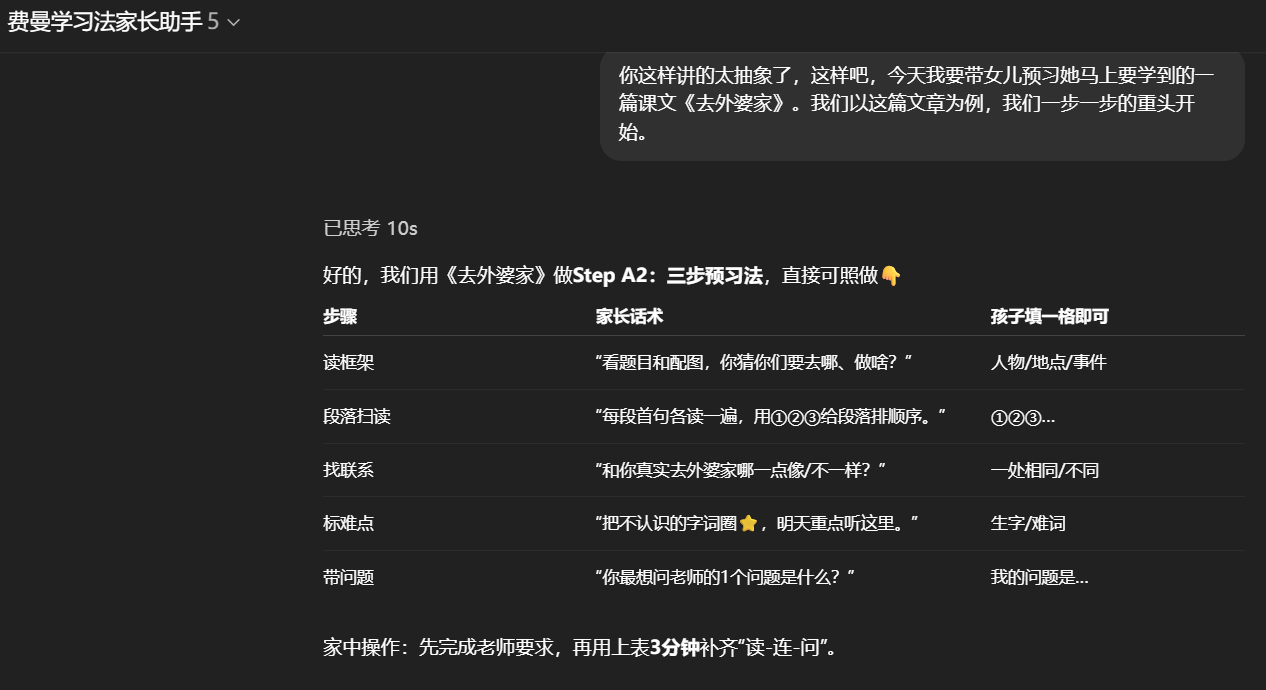 费曼学习法家长助手 5
你这样讲的太抽象了，这样吧，今天我要带女儿预习她马上要学到的一
篇课文《去外婆家》。我们以这篇文章为例，我们一步一步的重头开
始。
已思考 10s
好的，我们用《去外婆家》做Step A2：三步预习法，直接可照做👇
步骤 家长话术 孩子填一格即可
读框架 “看题目和配图，你猜你们要去哪、做啥？” 人物/地点/事件
段落扫读 “每段首句各读一遍，用①②③给段落排顺序。” ①②③…
找联系 “和你真实去外婆家哪一点像/不一样？” 一处相同/不同
标难点 “把不认识的字词圈⭐，明天重点听这里。” 生字/难词
带问题 “你最想问老师的1个问题是什么？” 我的问题是…
家中操作：先完成老师要求，再用上表3分钟补齐“读-连-问”。